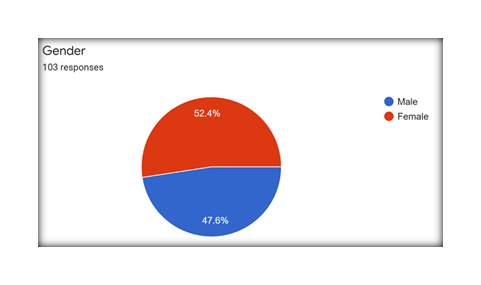 Gender
103 responses
Male
Female
52.4%
47.6%